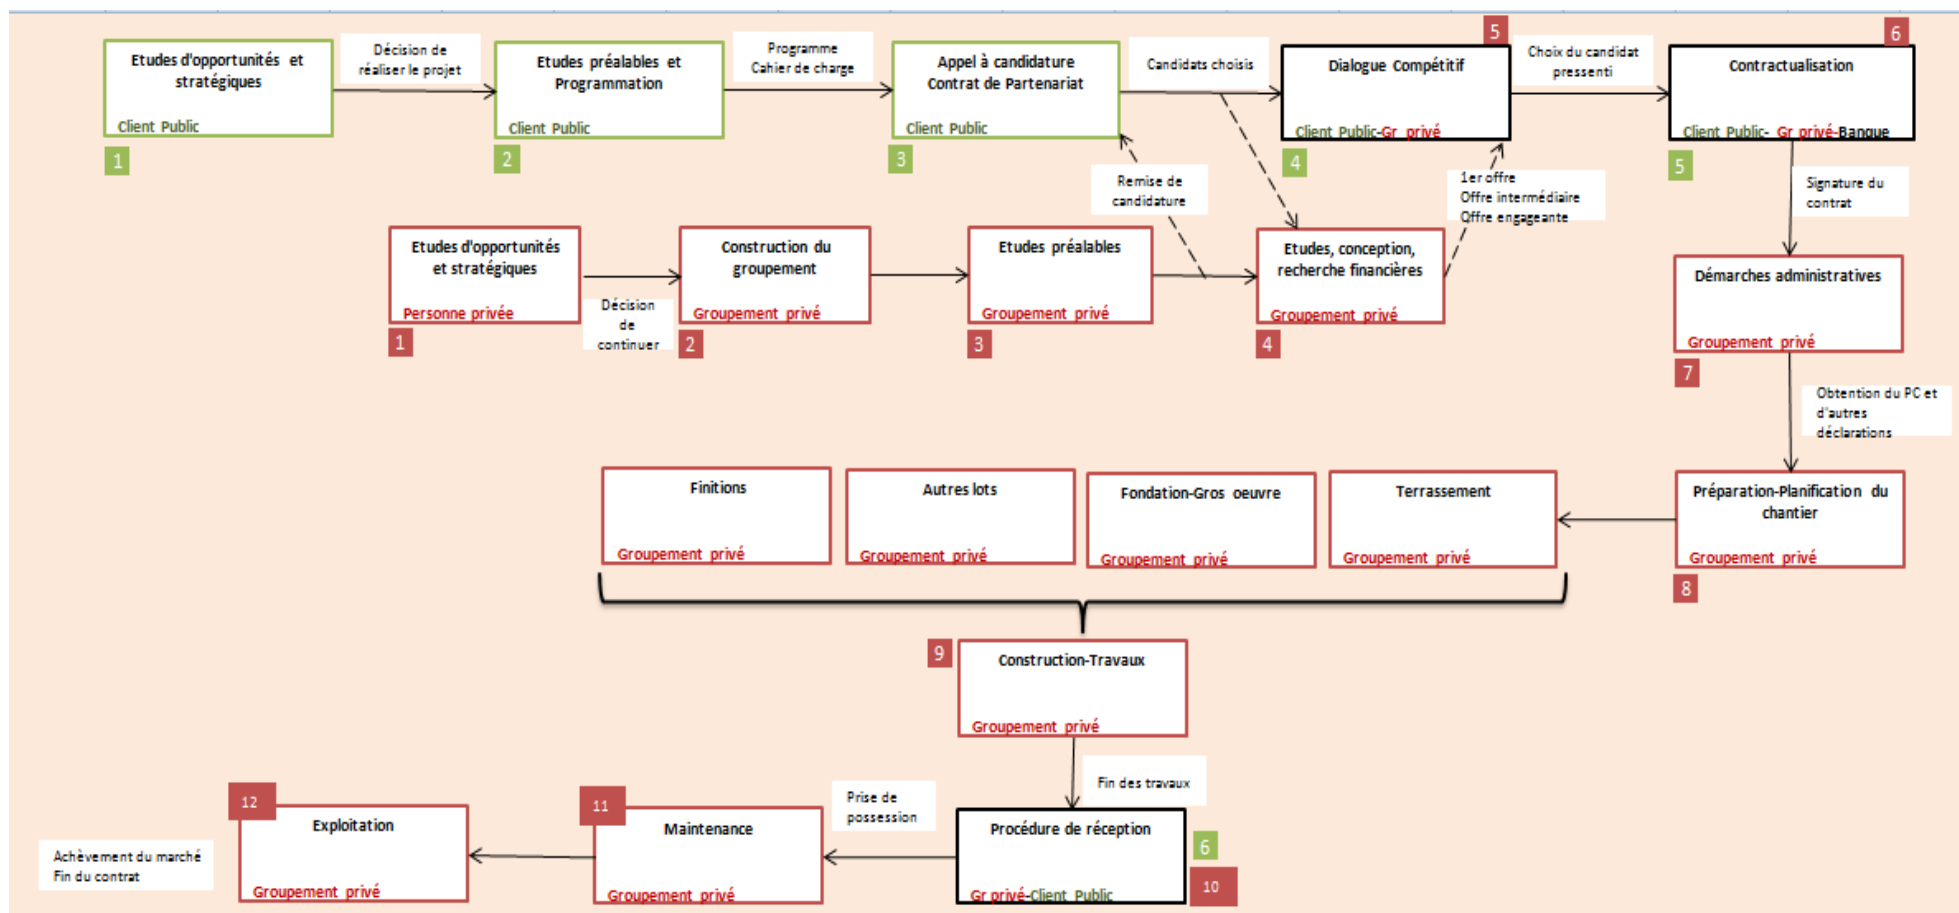 Etudes d'opportunités et
stratégiques
Client Public
1
Décision de
réaliser le projet
Etudes préalables et
Programmation
Client Public
2
Programme
Cahier de charge
Appel à candidature
Contrat de Partenariat
Client Public
3
Candidats choisis
5
Dialogue Compétitif
Client Public-Gr privé
4
Choix du candidat
pressenti
6
Contractualisation
Client Public- Gr privé-Banque
5
Remise de
candidature
1er offre
Offre intermédiaire
Offre engageante
Signature du
contrat
Etudes d'opportunités
et stratégiques
Personne privée
1
Décision
de
continuer
Construction du
groupement
Groupement privé
2
Etudes préalables
Groupement privé
3
Etudes, conception,
recherche financières
Groupement privé
4
Démarches administratives
Groupement privé
7
Obtention du PC et
d'autres
déclarations
Finitions
Groupement privé
Autres lots
Groupement privé
Fondation-Gros oeuvre
Groupement privé
Terrassement
Groupement privé
Préparation-Planification du
chantier
Groupement privé
8
9
Construction-Travaux
Groupement privé
Fin des travaux
12
Exploitation
Groupement privé
Achèvement du marché
Fin du contrat
11
Maintenance
Groupement privé
Prise de
possession
Procédure de réception
Gr privé-Client Public
6
10